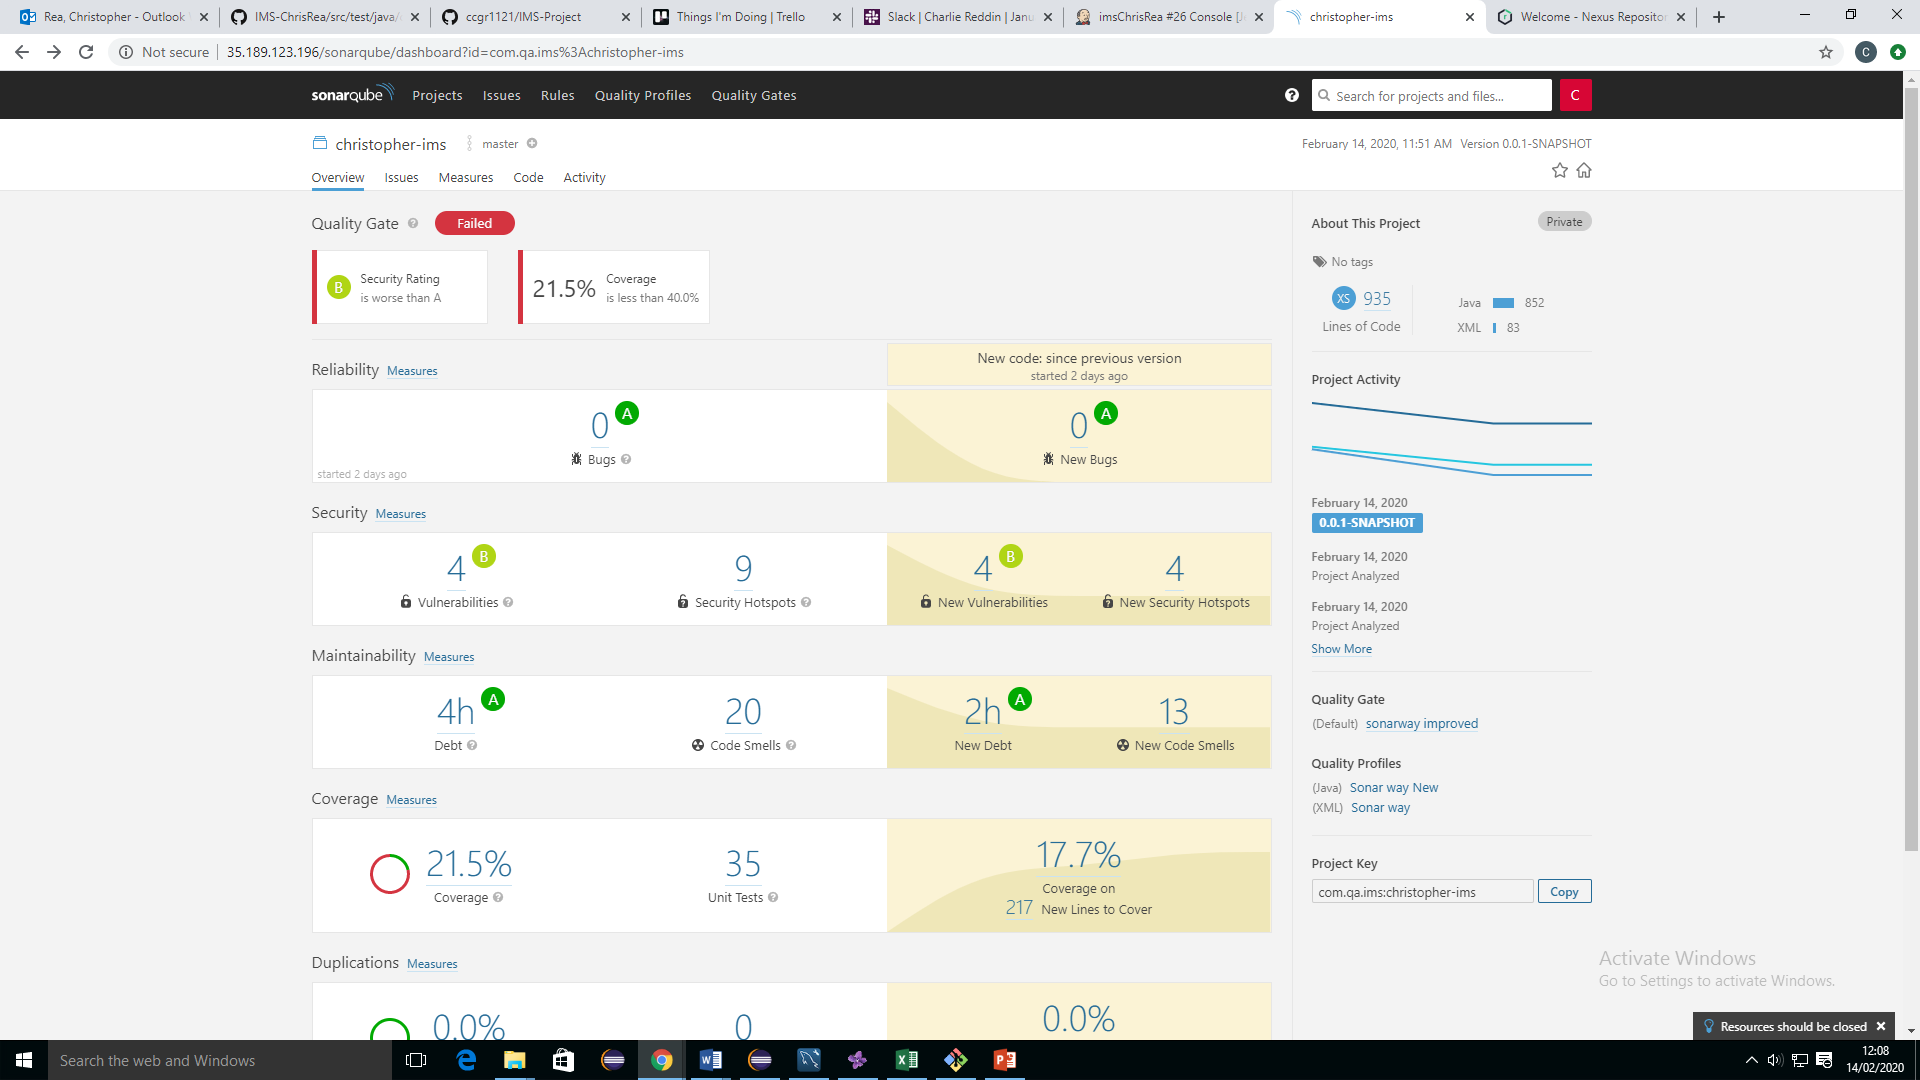 Rea, Christopher - Outlook
IMS-ChrisRea/src/test/java/
ccgr1121/IMS-Project
Things I'm Doing | Trello
Slack | Charlie Reddin | Janu
imsChrisRea #26 Console [J
christopher-ims
Welcome - Nexus Repositor
Not secure
35.189.123.196/sonarqube/dashboard?id=com.qa.ims%3Achristopher-ims
C
sonarqube
Projects
Issues
Rules
Quality Profiles
Quality Gates
Search for projects and files...
C
christopher-ims
master
February 14, 2020, 11:51 AM Version 0.0.1-SNAPSHOT
Overview
Issues
Measures
Code
Activity
Quality Gate
Failed
B
Security Rating
is worse than A
21.5%
Coverage
is less than 40.0%
New code: since previous version
started 2 days ago
Reliability Measures
0 A
Bugs
started 2 days ago
0 A
New Bugs
Security Measures
4 B
Vulnerabilities
9
Security Hotspots
4 B
New Vulnerabilities
4
New Security Hotspots
Maintainability Measures
4h A
Debt
20
Code Smells
2h A
New Debt
13
New Code Smells
Coverage Measures
21.5%
Coverage
35
Unit Tests
17.7%
Coverage on
217 New Lines to Cover
Duplications Measures
0.0%
0
0.0%
About This Project
Private
No tags
XS 935
Lines of Code
Java 852
XML 83
Project Activity
February 14, 2020
0.0.1-SNAPSHOT
February 14, 2020
Project Analyzed
February 14, 2020
Project Analyzed
Show More
Quality Gate
(Default) sonarway improved
Quality Profiles
(Java) Sonar way New
(XML) Sonar way
Project Key
com.qa.ims:christopher-ims
Copy
Activate Windows
Go to Settings to activate Windows.
Resources should be closed
Search the web and Windows
12:08
14/02/2020